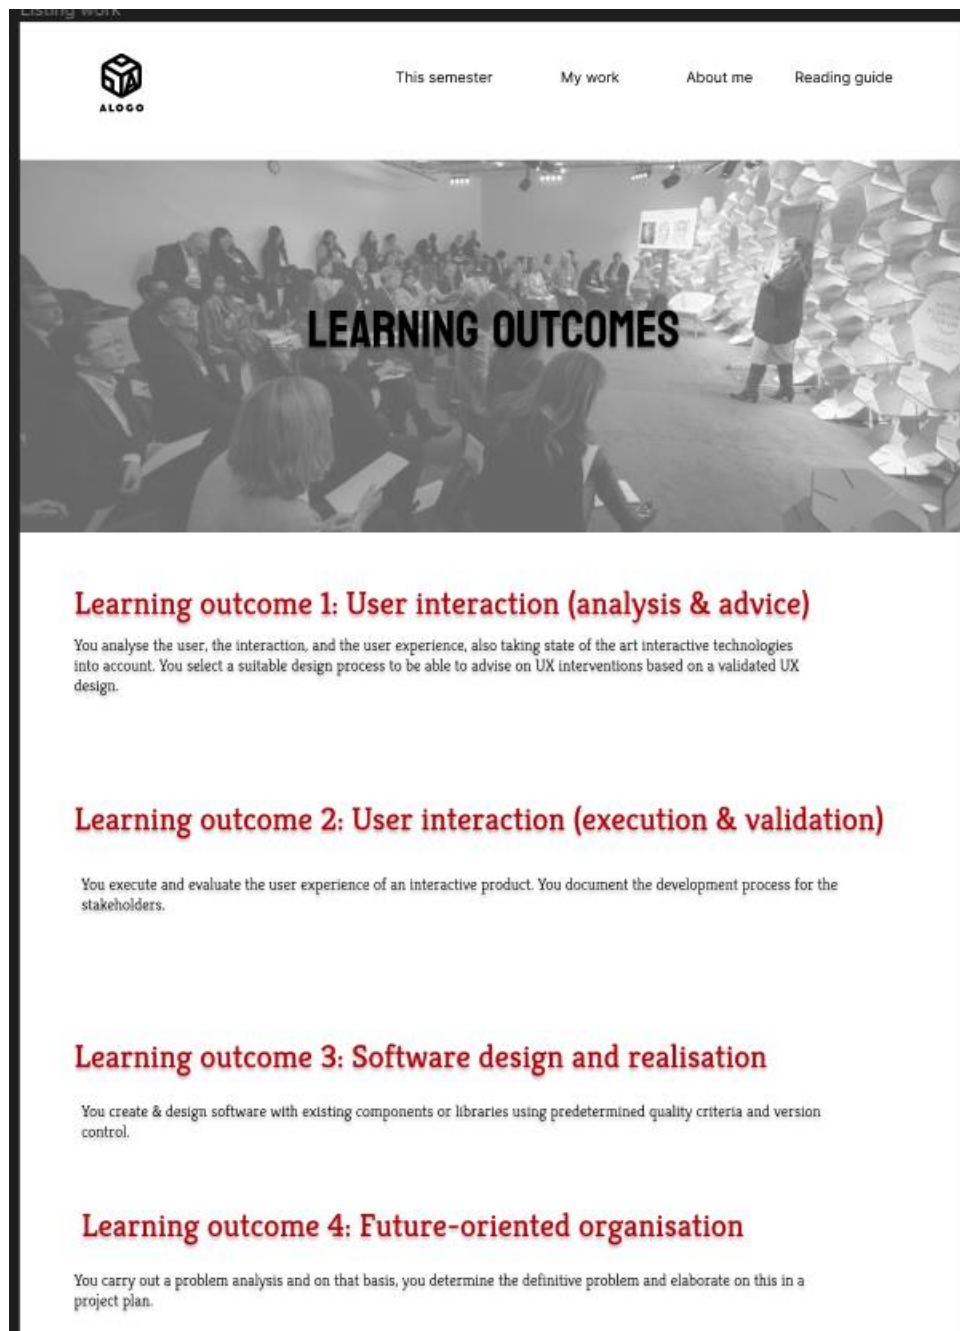 Listing work
ALOGO
This semester My work About me Reading guide
LEARNING OUTCOMES
Learning outcome 1: User interaction (analysis & advice)
You analyse the user, the interaction, and the user experience, also taking state of the art interactive technologies
into account. You select a suitable design process to be able to advise on UX interventions based on a validated UX
design.
Learning outcome 2: User interaction (execution & validation)
You execute and evaluate the user experience of an interactive product. You document the development process for the
stakeholders.
Learning outcome 3: Software design and realisation
You create & design software with existing components or libraries using predetermined quality criteria and version
control.
Learning outcome 4: Future-oriented organisation
You carry out a problem analysis and on that basis, you determine the definitive problem and elaborate on this in a
project plan.